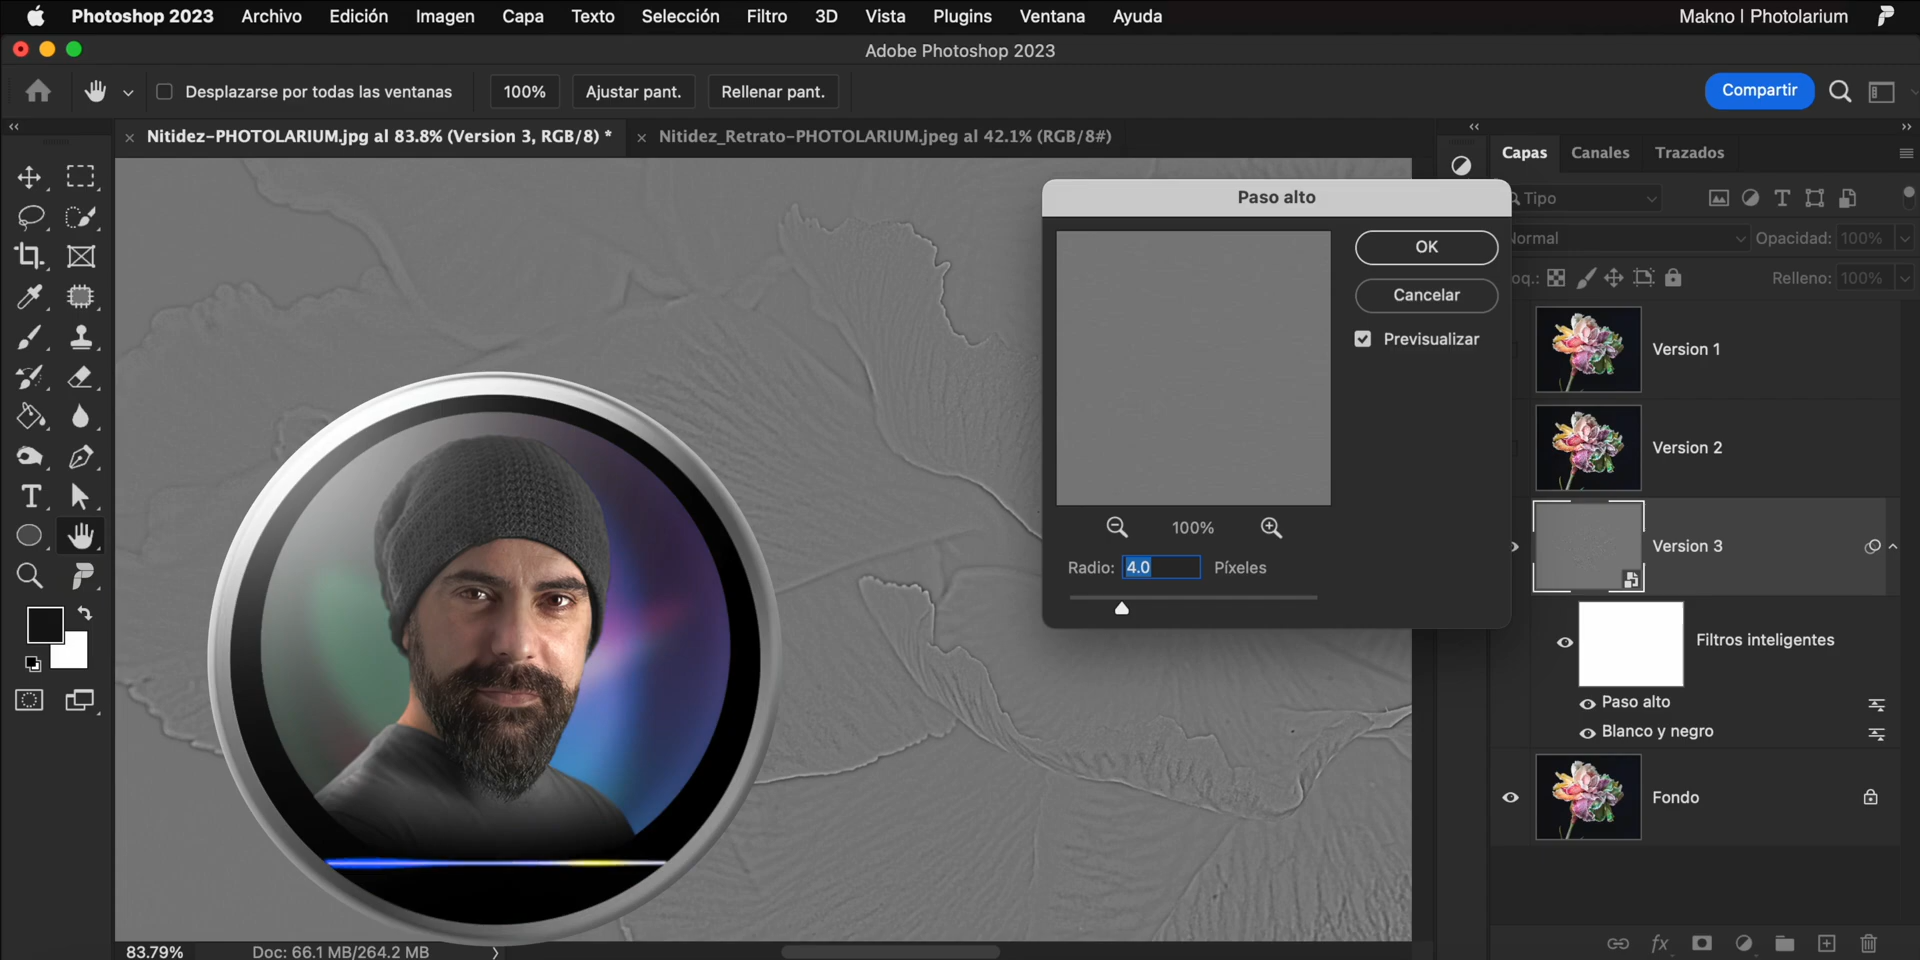 Photoshop 2023 Archivo Edición Imagen Capa Texto Selección Filtro 3D Vista Plugins Ventana Ayuda Makno | Photolarium
Adobe Photoshop 2023
Desplazarse por todas las ventanas 100% Ajustar pant. Rellenar pant. Compartir
Nitidez-PHOTOLARIUM.jpg al 83.8% (Version 3, RGB/8) * Nitidez_Retrato-PHOTOLARIUM.jpeg al 42.1% (RGB/8#)
Capas Canales Trazados
Paso alto
Tipo
OK
Normal Opacidad: 100%
Cancelar
oq.: Relleno: 100%
Previsualizar
Version 1
Version 2
100%
Version 3
Radio: 4.0 Píxeles
Filtros inteligentes
Paso alto
Blanco y negro
Fondo
83.79% Doc: 66.1 MB/264.2 MB
fx